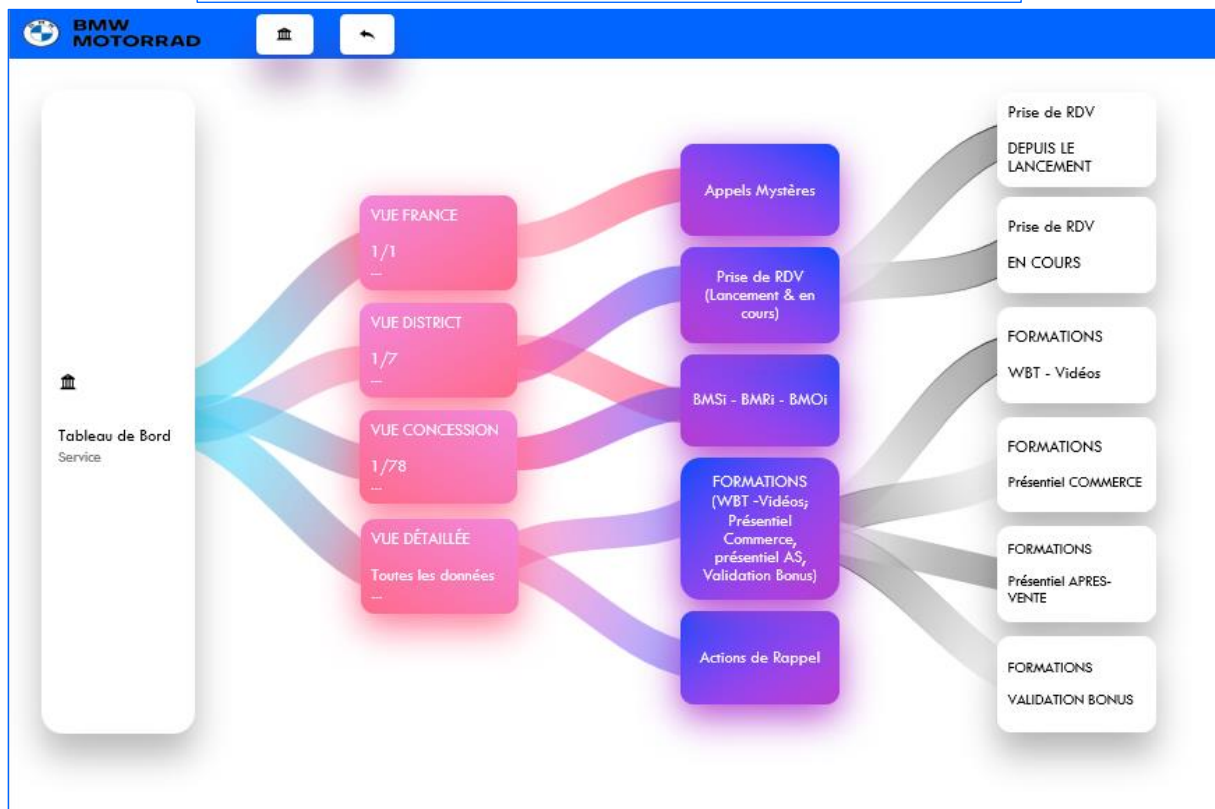 BMW
MOTORRAD
Tableau de Bord
Service
VUE FRANCE
1/1
...
VUE DISTRICT
1/7
...
VUE CONCESSION
1/78
...
VUE DÉTAILLÉE
Toutes les données
...
Appels Mystères
Prise de RDV
(Lancement & en
cours)
BMSi - BMRi - BMOi
FORMATIONS
(WBT -Vidéos;
Présentiel
Commerce,
présentiel AS,
Validation Bonus)
Actions de Rappel
Prise de RDV
DEPUIS LE
LANCEMENT
Prise de RDV
EN COURS
FORMATIONS
WBT - Vidéos
FORMATIONS
Présentiel COMMERCE
FORMATIONS
Présentiel APRES-
VENTE
FORMATIONS
VALIDATION BONUS